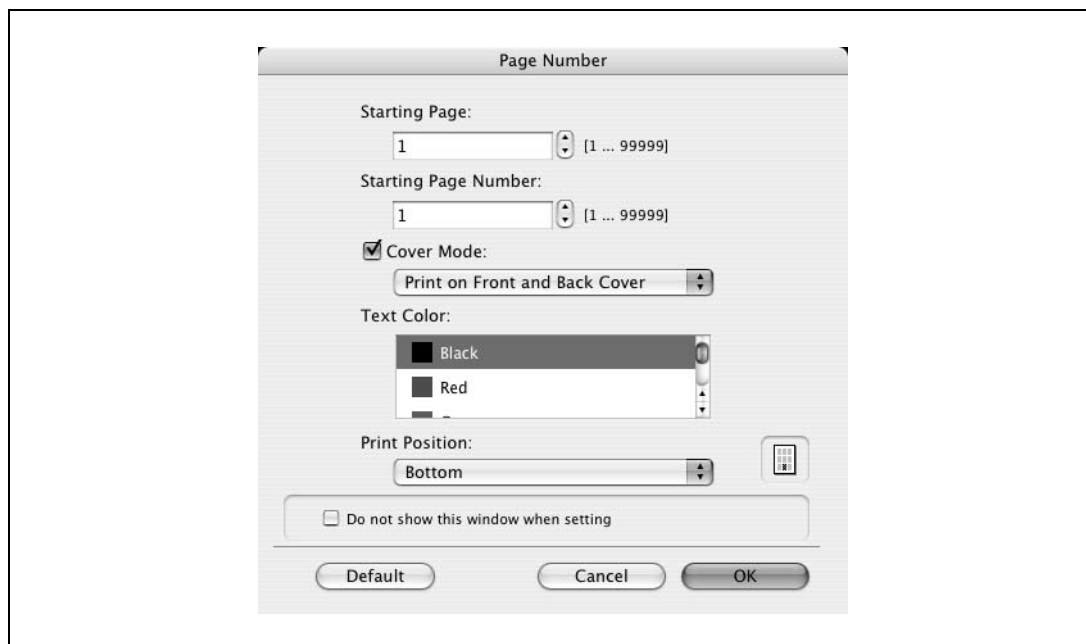 Page Number
Starting Page:
1 [1 ... 99999]
Starting Page Number:
1 [1 ... 99999]
Cover Mode:
Print on Front and Back Cover
Text Color:
Black
Red
Print Position:
Bottom
Do not show this window when setting
Default Cancel OK